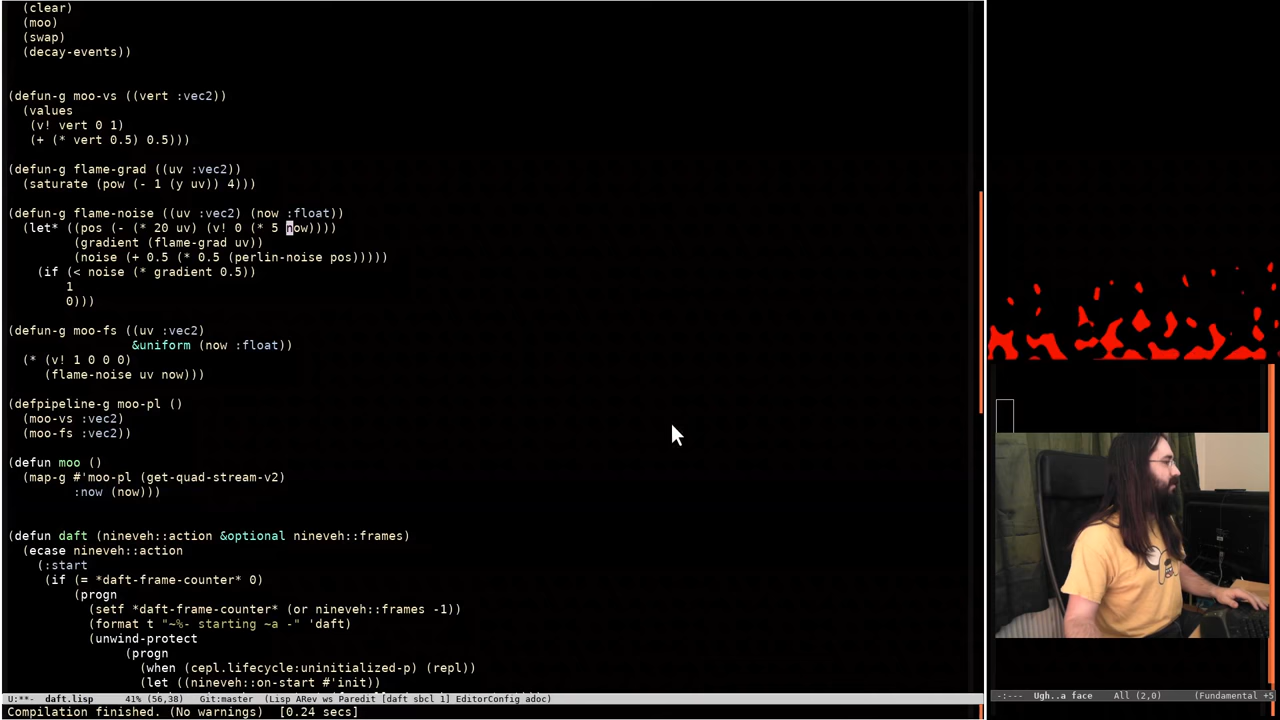 (clear)
(moo)
(swap)
(decay-events))
(defun-g moo-vs ((vert :vec2))
(values
(v! vert 0 1)
(+ (* vert 0.5) 0.5)))
(defun-g flame-grad ((uv :vec2))
(saturate (pow (- 1 (y uv)) 4)))
(defun-g flame-noise ((uv :vec2) (now :float))
(let* ((pos (- (* 20 uv) (v! 0 (* 5 now))))
(gradient (flame-grad uv))
(noise (+ 0.5 (* 0.5 (perlin-noise pos)))))
(if (< noise (* gradient 0.5))
1
0)))
(defun-g moo-fs ((uv :vec2)
&uniform (now :float))
(* (v! 1 0 0 0)
(flame-noise uv now)))
(defpipeline-g moo-pl ()
(moo-vs :vec2)
(moo-fs :vec2))
(defun moo ()
(map-g #'moo-pl (get-quad-stream-v2)
:now (now)))
(defun daft (nineveh::action &optional nineveh::frames)
(ecase nineveh::action
(:start
(if (= *daft-frame-counter* 0)
(progn
(setf *daft-frame-counter* (or nineveh::frames -1))
(format t "~%- starting ~a -" 'daft)
(unwind-protect
(progn
(when (cepl.lifecycle:uninitialized-p) (repl))
(let ((nineveh::on-start #'init))
U:**-  daft.lisp      41% (56,38)   Git:master  (Lisp ARev ws Paredit [daft sbcl 1] EditorConfig adoc)
Compilation finished. (No warnings)  [0.24 secs]
-:---  Ugh..a face    All (2,0)      (Fundamental +5